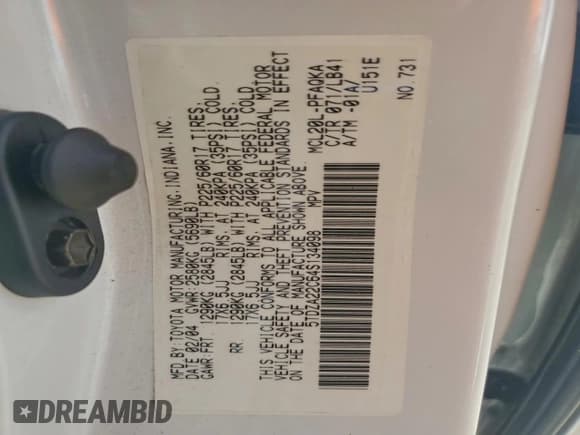 MFD.BY:TOYOTA MOTOR MANUFACTURING,INDIANA,INC.
DATE 02/04 GVWR:2580KG (5690LB)
GAWR FRT 1290KG (2845LB) WITH P225/60R17 TIRES,
17X6.5JJ RIMS, AT 240KPA (35PSI) COLD.
RR 1290KG (2845LB) WITH P225/60R17 TIRES,
17X6.5JJ RIMS, AT 240KPA (35PSI) COLD.
THIS VEHICLE CONFORMS TO ALL APPLICABLE FEDERAL MOTOR
VEHICLE SAFETY AND THEFT PREVENTION STANDARDS IN EFFECT
ON THE DATE OF MANUFACTURE SHOWN ABOVE.
5TDZA22C64S134098 MPV
MCL20L-PFAQKA
C/TR 071/LB41
A/TM -01A/
U151E
NO.731
DREAMBID